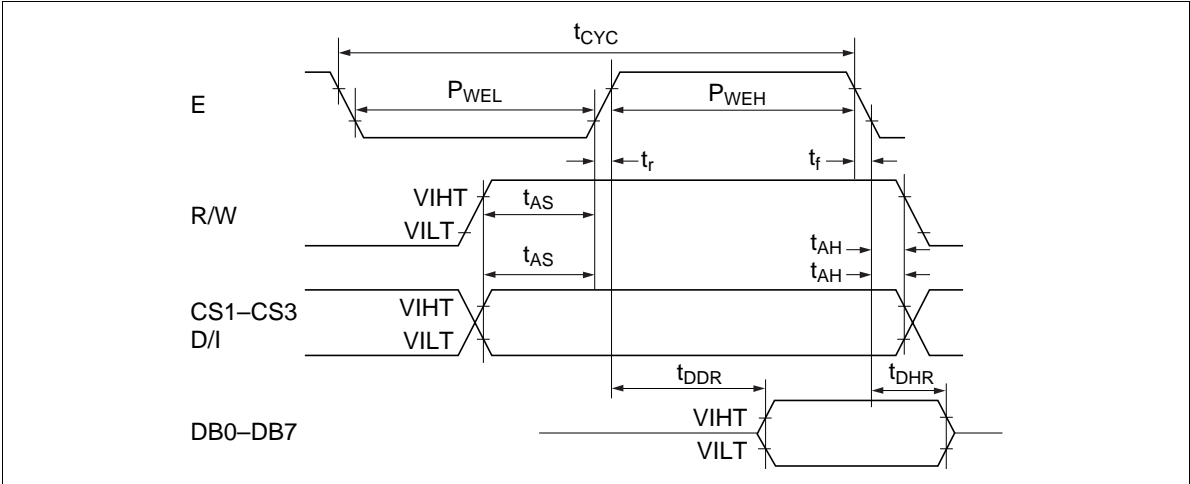 tCYC
E
PWEL
PWEH
tr
tf
R/W
VIHT
tAS
VILT
tAH
tAS
tAH
CS1–CS3
VIHT
D/I
VILT
tDDR
tDHR
VIHT
DB0–DB7
VILT